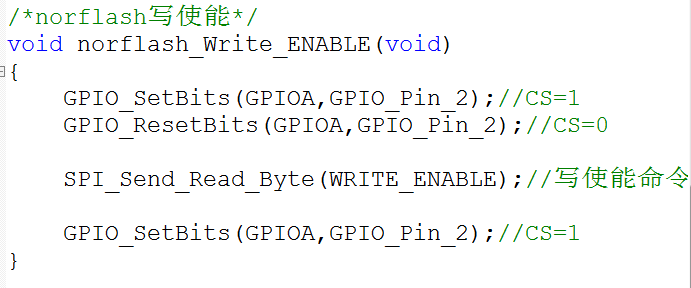 /*norflash写使能*/
void norflash_Write_ENABLE(void)
{
GPIO_SetBits(GPIOA,GPIO_Pin_2);//CS=1
GPIO_ResetBits(GPIOA,GPIO_Pin_2);//CS=0
SPI_Send_Read_Byte(WRITE_ENABLE);//写使能命令
GPIO_SetBits(GPIOA,GPIO_Pin_2);//CS=1
}